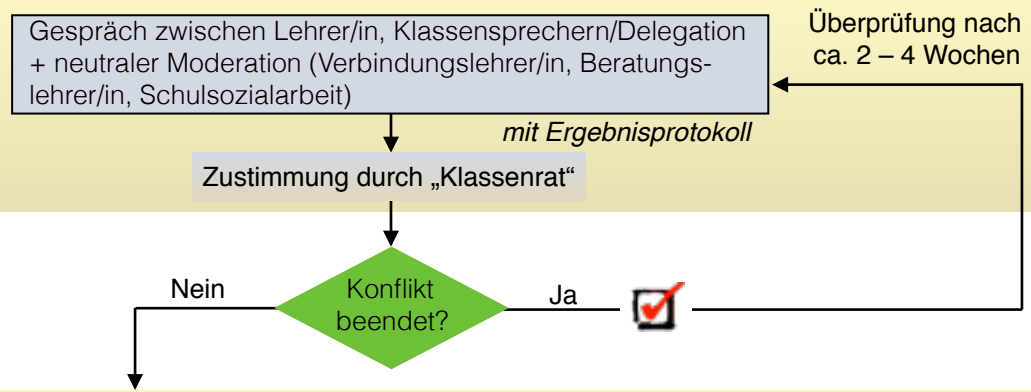 Gespräch zwischen Lehrer/in, Klassensprechern/Delegation
+ neutraler Moderation (Verbindungslehrer/in, Beratungs-
lehrer/in, Schulsozialarbeit)
Überprüfung nach
ca. 2 – 4 Wochen
mit Ergebnisprotokoll
Zustimmung durch „Klassenrat“
Nein
Konflikt
beendet?
Ja